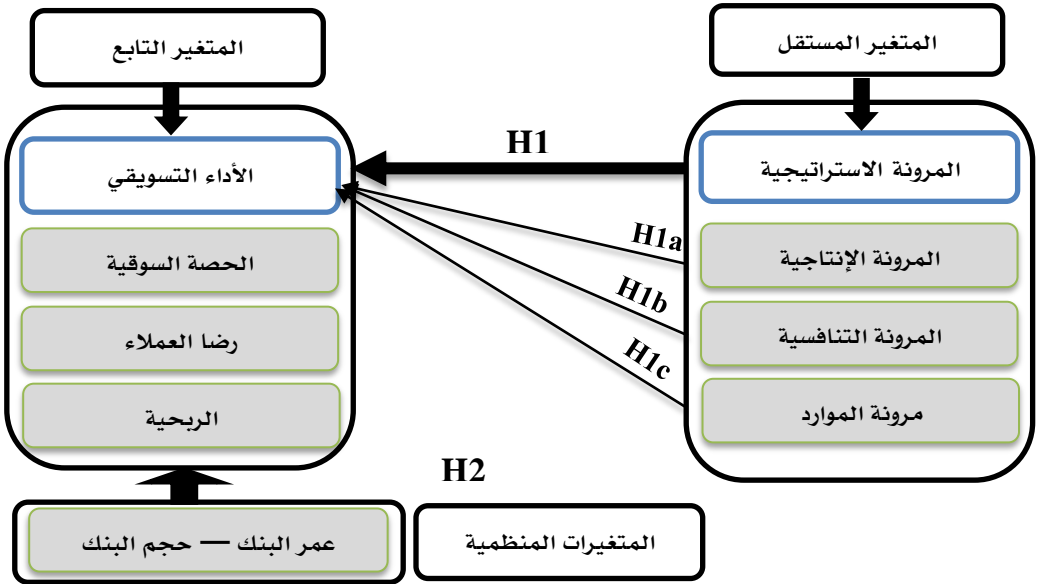 المتغير المستقل
المتغير التابع
المرونة الاستراتيجية
المرونة الإنتاجية
المرونة التنافسية
مرونة الموارد
H1
H1a
H1b
H1c
الأداء التسويقي
الحصة السوقية
رضا العملاء
الربحية
H2
المتغيرات المنظمية
عمر البنك — حجم البنك